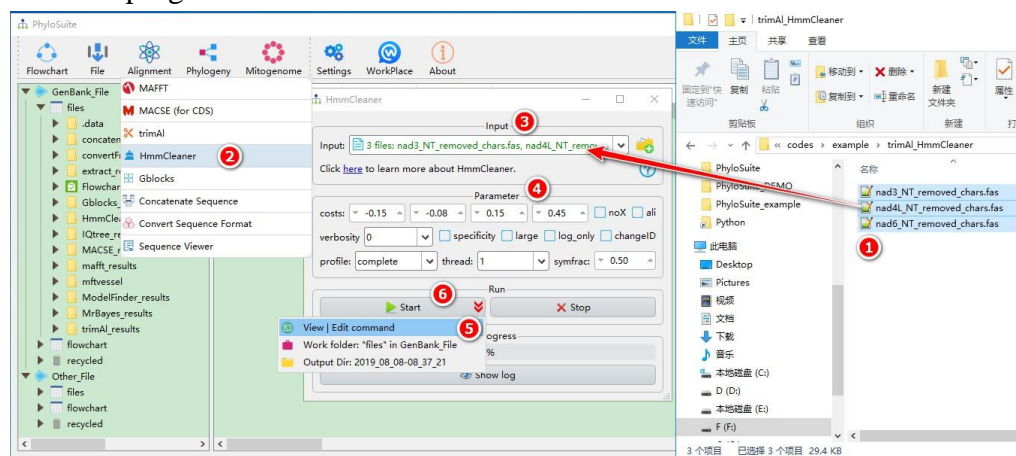 PhyloSuite
Flowchart File Alignment Phylogeny Mitogenome Settings WorkPlace About
GenBank_File
files
.data
concaten
extract_re
Flowchar
Gblocks_
HmmCle
IQtree_re
MACSE_r
mafft_results
mftvessel
ModelFinder_results
MrBayes_results
trimAl_results
flowchart
recycled
Other_File
files
flowchart
recycled
MAFFT
MACSE (for CDS)
trimAl
HmmCleaner 2
Gblocks
Concatenate Sequence
Convert Sequence Format
Sequence Viewer
HmmCleaner
Input 3
Input: 3 files: nad3_NT_removed_chars.fas, nad4L_NT_remo
Click here to learn more about HmmCleaner.
Parameter 4
costs: -0.15 -0.08 0.15 0.45 noX ali
verbosity 0 specificity large log_only changeID
profile: complete thread: 1 symfrac: 0.50
Run
6
Start Stop
View | Edit command 5
Work folder: "files" in GenBank_File
Output Dir: 2019_08_08-08_37_21
ogress
%
Show log
trimAl_HmmCleaner
文件 主页 共享 查看
固定到"快速访问" 复制 粘贴
移动到 删除
复制到 重命名
新建文件夹
属性
剪贴板 组织 新建 打
« codes › example › trimAl_HmmCleaner
名称
PhyloSuite
PhyloSuite_DEMO
PhyloSuite_example
Python
此电脑
Desktop
Pictures
视频
文档
下载
音乐
本地磁盘 (C:)
D (D:)
本地磁盘 (E:)
F (F:)
nad3_NT_removed_chars.fas
nad4L_NT_removed_chars.fas
nad6_NT_removed_chars.fas
1
3 个项目 已选择 3 个项目 29.4 KB